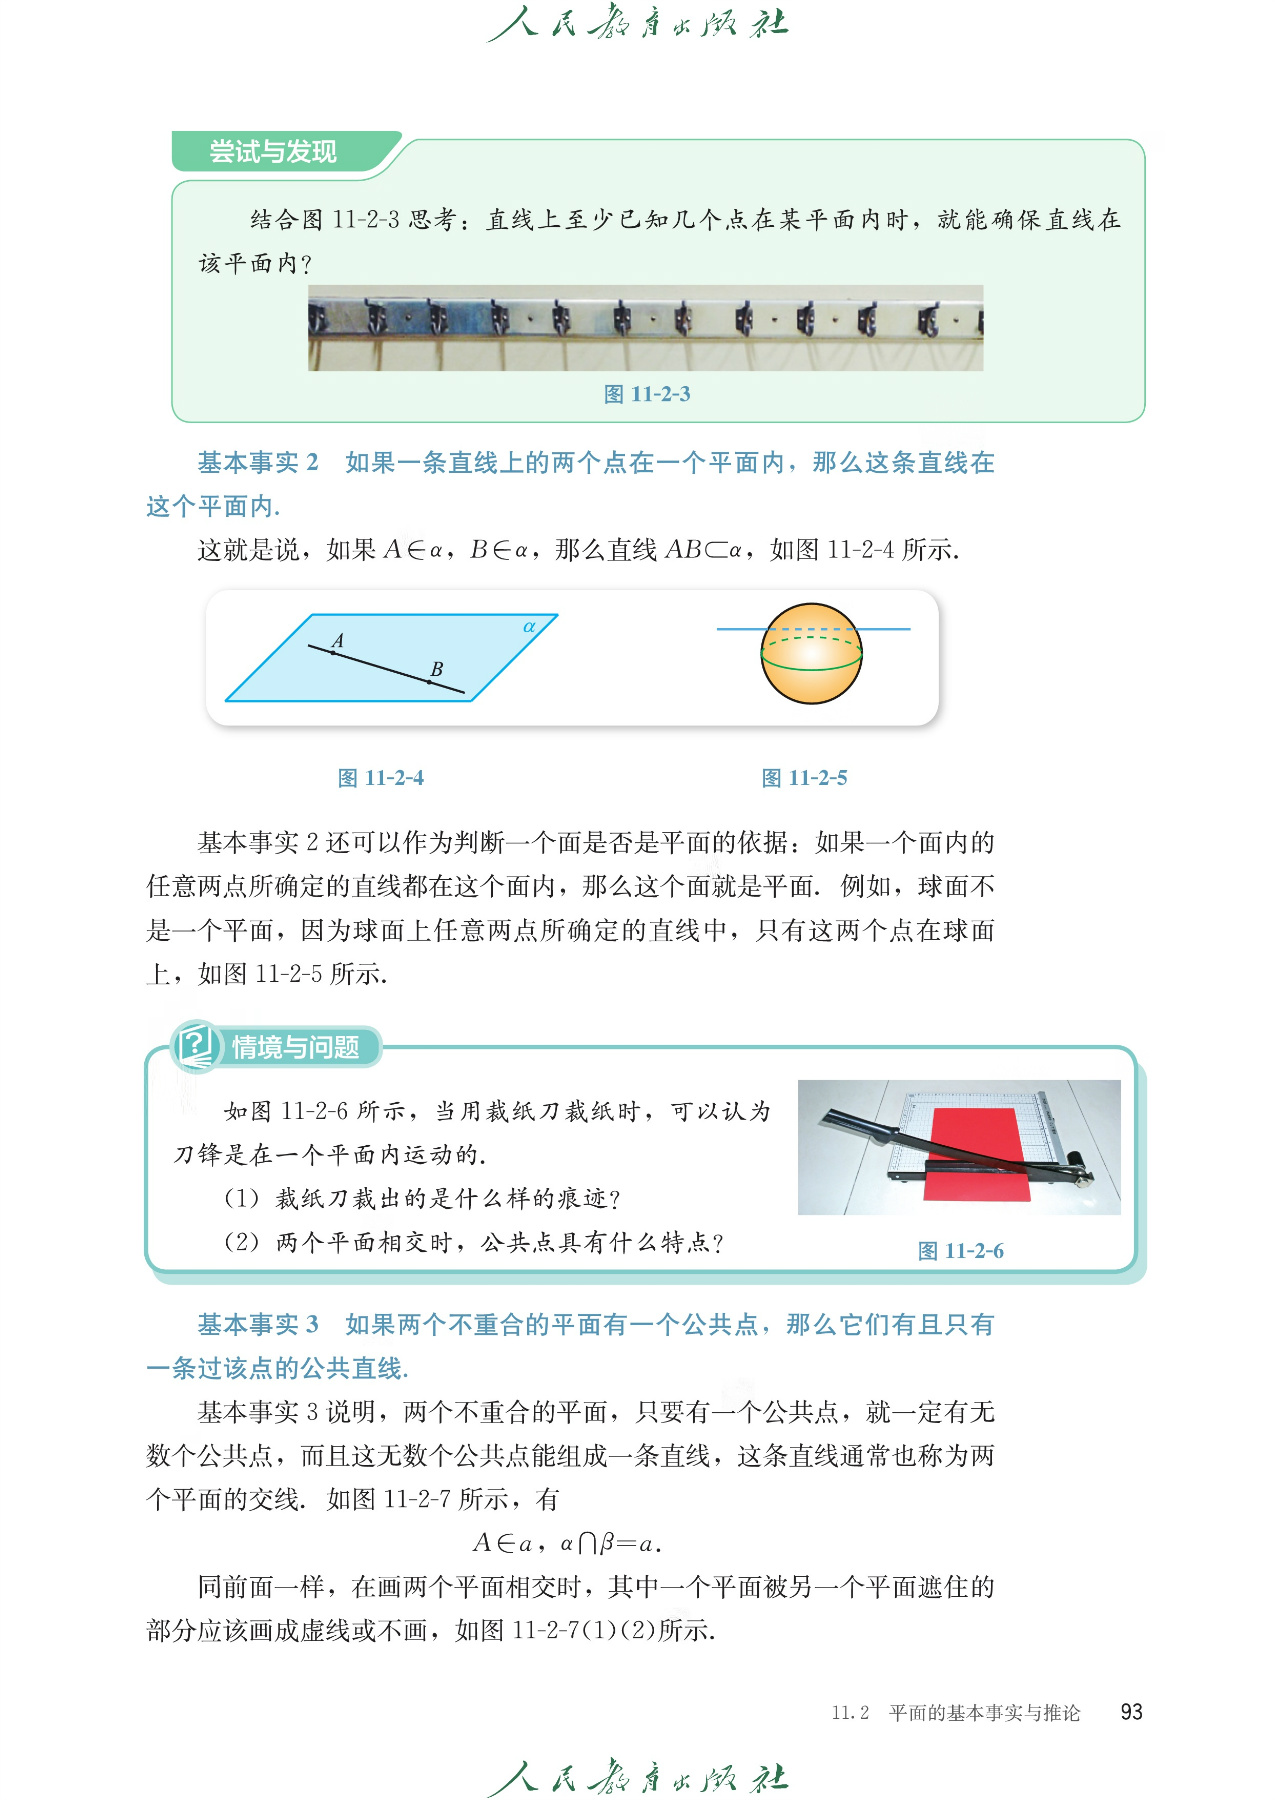 人民教育出版社
尝试与发现
结合图 11-2-3 思考：直线上至少已知几个点在某平面内时，就能确保直线在
该平面内？
图 11-2-3
基本事实 2 如果一条直线上的两个点在一个平面内，那么这条直线在
这个平面内.
这就是说，如果 A∈α，B∈α，那么直线 AB⊂α，如图 11-2-4 所示.
A
B
α
图 11-2-4
图 11-2-5
基本事实 2 还可以作为判断一个面是否是平面的依据：如果一个面内的
任意两点所确定的直线都在这个面内，那么这个面就是平面. 例如，球面不
是一个平面，因为球面上任意两点所确定的直线中，只有这两个点在球面
上，如图 11-2-5 所示.
? 情境与问题
如图 11-2-6 所示，当用裁纸刀裁纸时，可以认为
刀锋是在一个平面内运动的.
（1）裁纸刀裁出的是什么样的痕迹？
（2）两个平面相交时，公共点具有什么特点？
图 11-2-6
基本事实 3 如果两个不重合的平面有一个公共点，那么它们有且只有
一条过该点的公共直线.
基本事实 3 说明，两个不重合的平面，只要有一个公共点，就一定有无
数个公共点，而且这无数个公共点能组成一条直线，这条直线通常也称为两
个平面的交线. 如图 11-2-7 所示，有
A∈a，α∩β=a.
同前面一样，在画两个平面相交时，其中一个平面被另一个平面遮住的
部分应该画成虚线或不画，如图 11-2-7(1)(2)所示.
11.2 平面的基本事实与推论 93
人民教育出版社